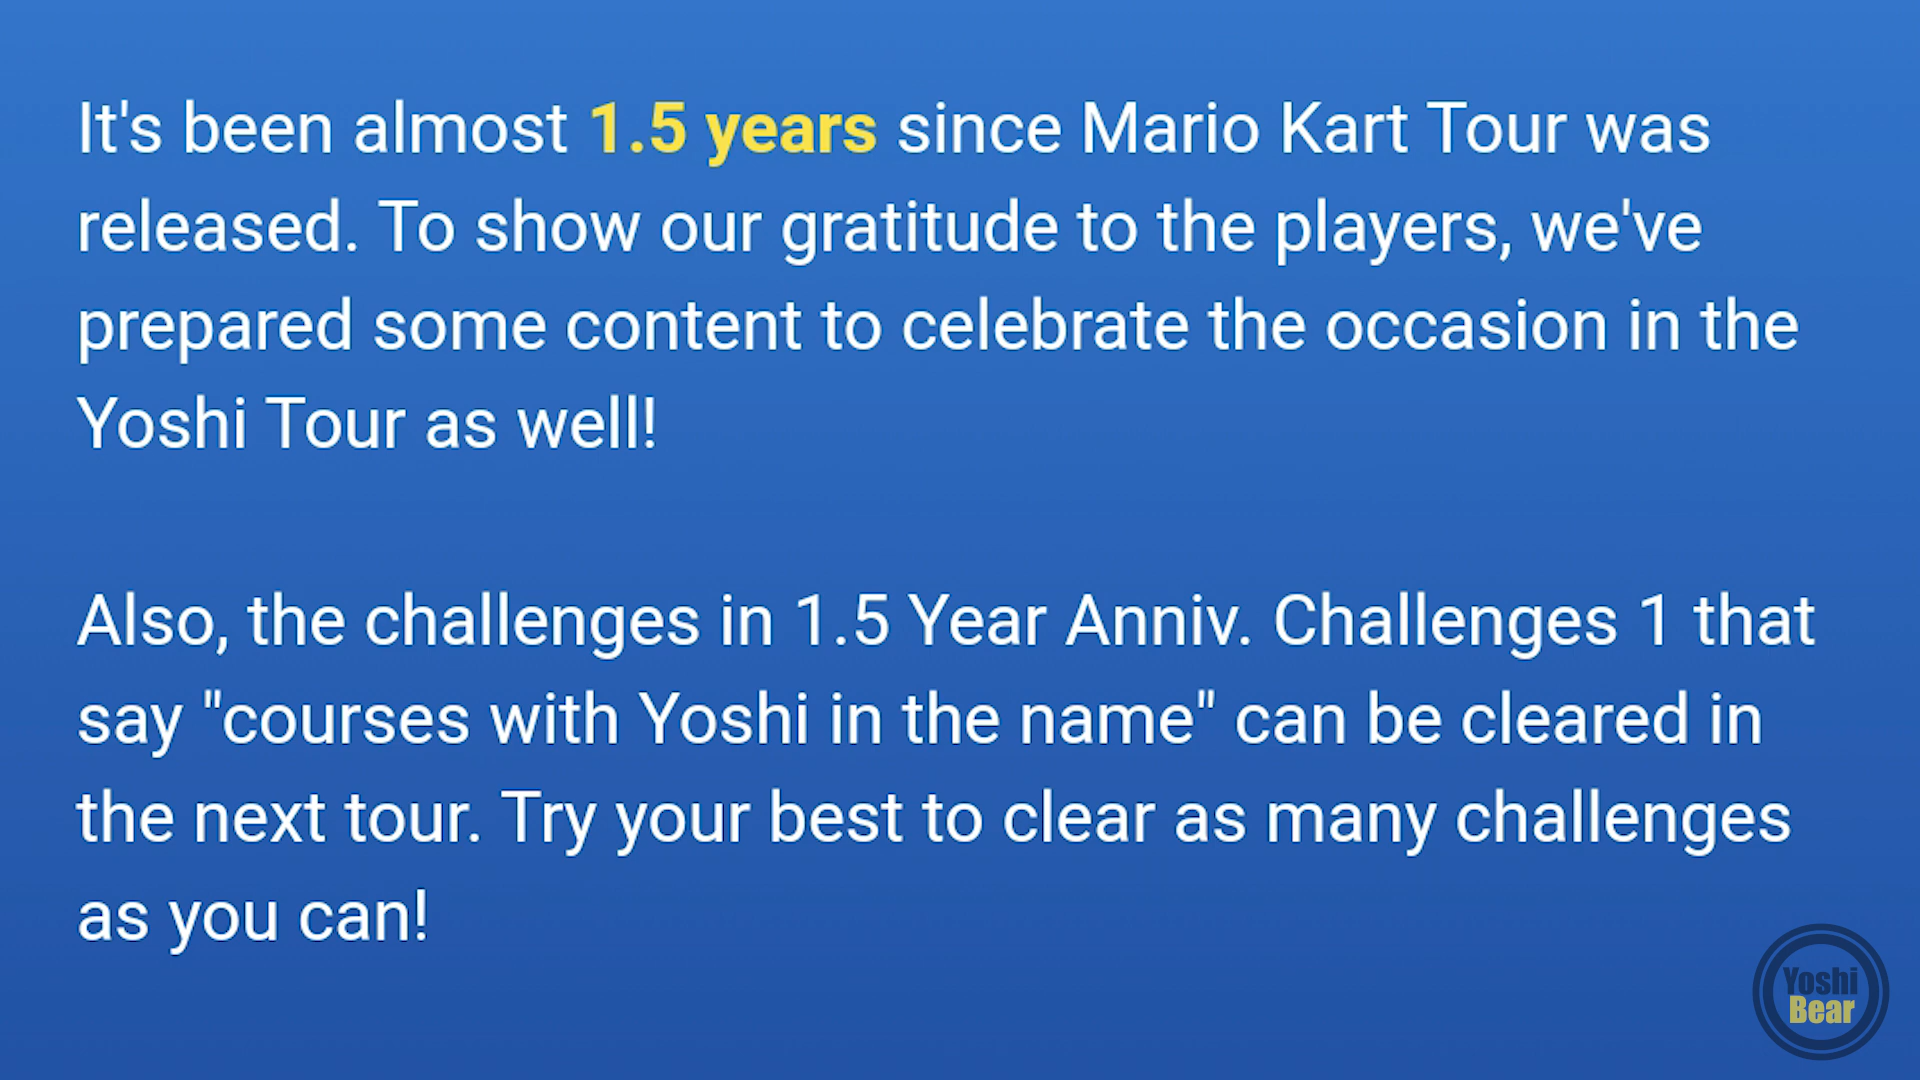 It's been almost 1.5 years since Mario Kart Tour was
released. To show our gratitude to the players, we've
prepared some content to celebrate the occasion in the
Yoshi Tour as well!
Also, the challenges in 1.5 Year Anniv. Challenges 1 that
say "courses with Yoshi in the name" can be cleared in
the next tour. Try your best to clear as many challenges
as you can!
Yoshi
Bear